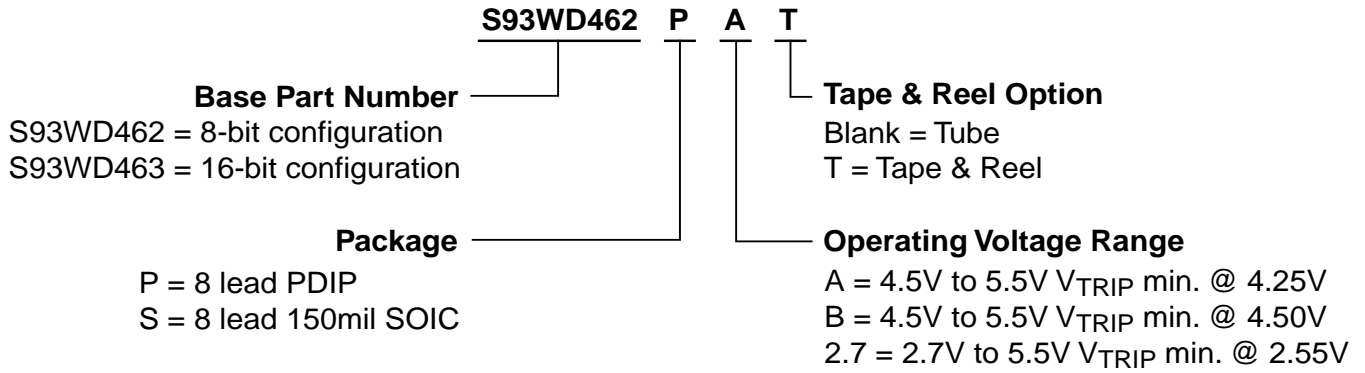 S93WD462 P A T
Base Part Number
S93WD462 = 8-bit configuration
S93WD463 = 16-bit configuration
Tape & Reel Option
Blank = Tube
T = Tape & Reel
Package
P = 8 lead PDIP
S = 8 lead 150mil SOIC
Operating Voltage Range
A = 4.5V to 5.5V VTRIP min. @ 4.25V
B = 4.5V to 5.5V VTRIP min. @ 4.50V
2.7 = 2.7V to 5.5V VTRIP min. @ 2.55V